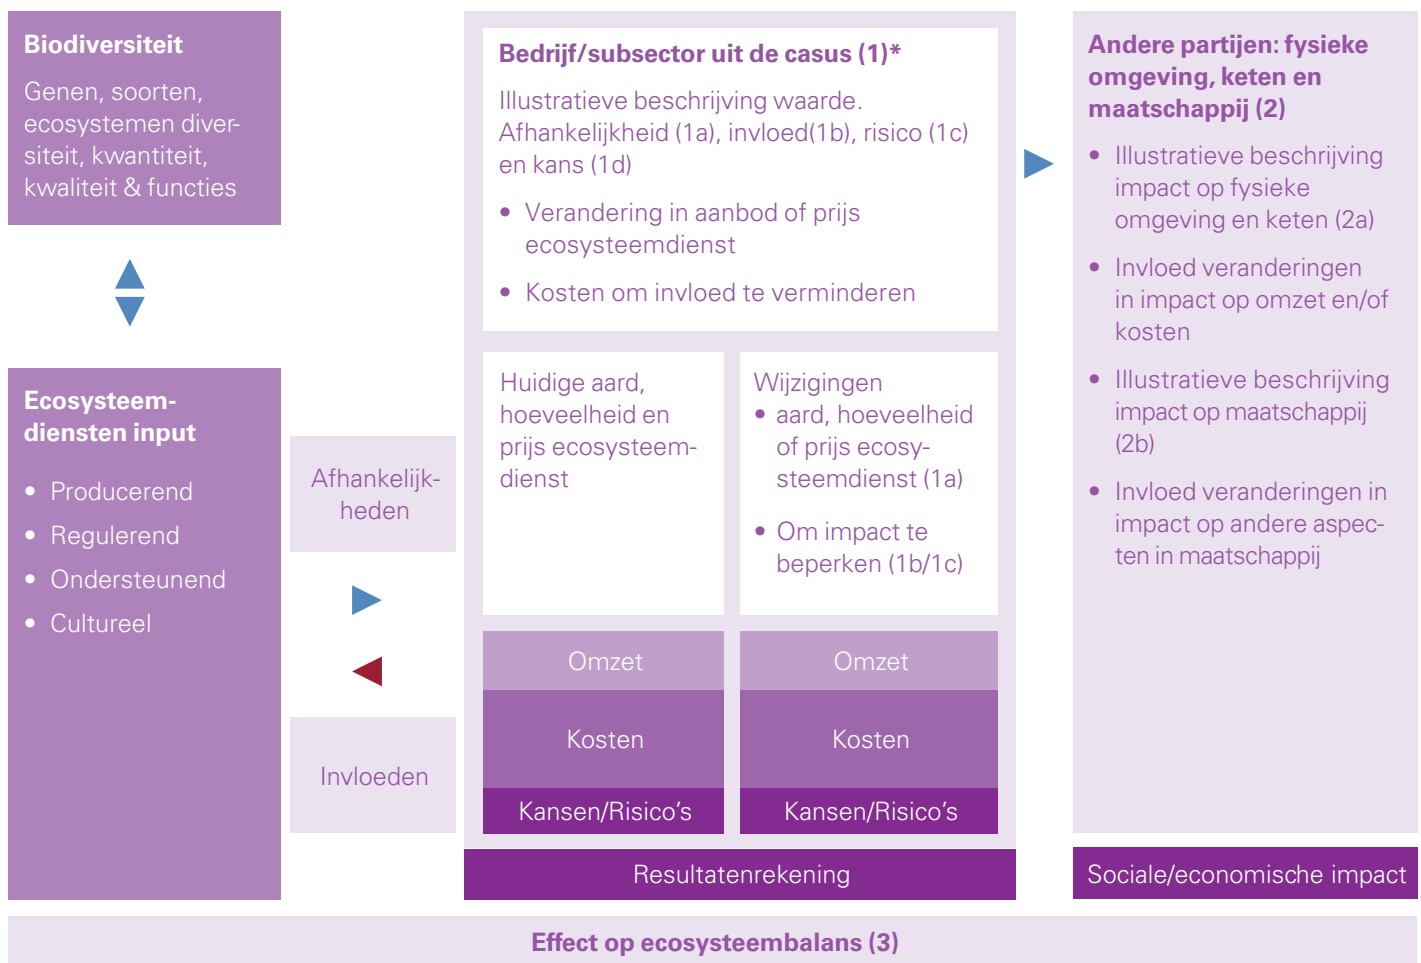 Biodiversiteit
Genen, soorten,
ecosystemen diver-
siteit, kwantiteit,
kwaliteit & functies
Ecosysteem-
diensten input
• Producerend
• Regulerend
• Ondersteunend
• Cultureel
Afhankelijk-
heden
Invloeden
Bedrijf/subsector uit de casus (1)*
Illustratieve beschrijving waarde.
Afhankelijkheid (1a), invloed(1b), risico (1c)
en kans (1d)
• Verandering in aanbod of prijs
ecosysteemdienst
• Kosten om invloed te verminderen
Huidige aard,
hoeveelheid en
prijs ecosysteem-
dienst
Wijzigingen
• aard, hoeveelheid
of prijs ecosy-
steemdienst (1a)
• Om impact te
beperken (1b/1c)
Omzet
Kosten
Kansen/Risico’s
Omzet
Kosten
Kansen/Risico’s
Resultatenrekening
Andere partijen: fysieke
omgeving, keten en
maatschappij (2)
• Illustratieve beschrijving
impact op fysieke
omgeving en keten (2a)
• Invloed veranderingen
in impact op omzet en/of
kosten
• Illustratieve beschrijving
impact op maatschappij
(2b)
• Invloed veranderingen in
impact op andere aspec-
ten in maatschappij
Sociale/economische impact
Effect op ecosysteembalans (3)